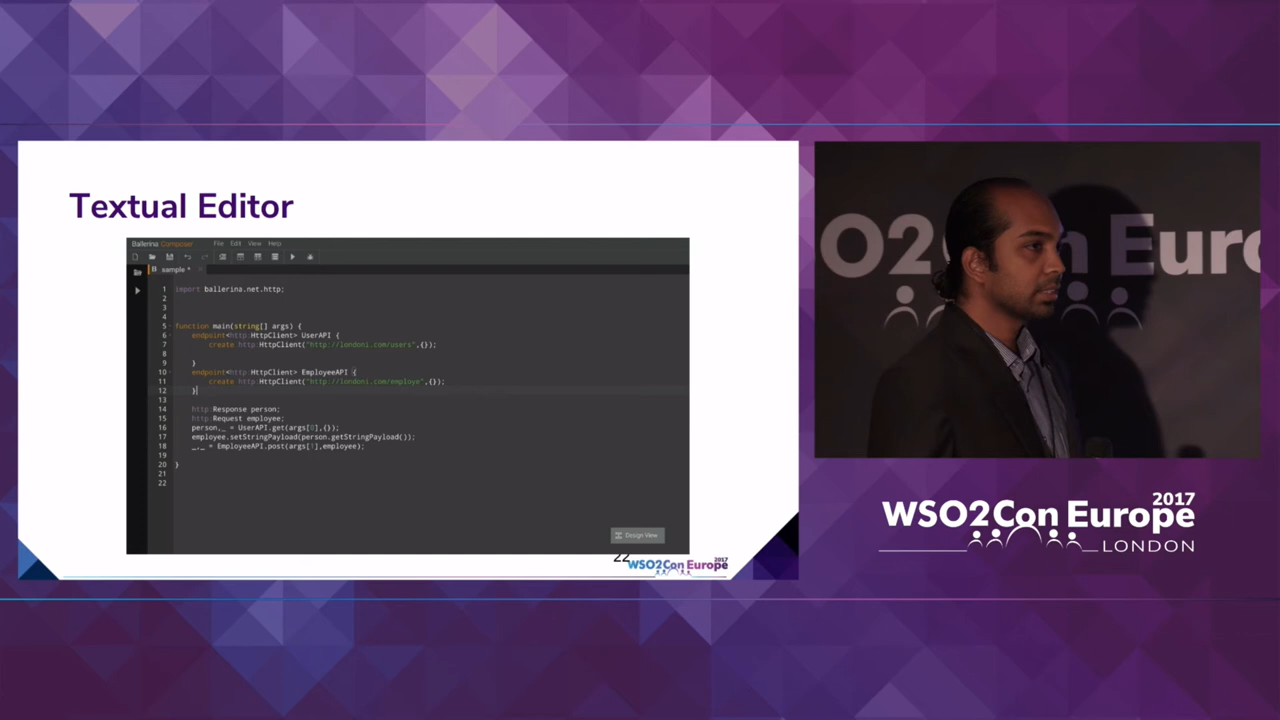 Textual Editor
Ballerina Composer File Edit View Help
sample *
1 import ballerina.net.http;
2
3
4
5 function main(string[] args) {
6 endpoint<http:HttpClient> UserAPI {
7 create http:HttpClient("http://londoni.com/users",{});
8
9 }
10 endpoint<http:HttpClient> EmployeeAPI {
11 create http:HttpClient("http://londoni.com/employe",{});
12 }
13
14 http:Response person;
15 http:Request employee;
16 person,_ = UserAPI.get(args[0],{});
17 employee.setStringPayload(person.getStringPayload());
18 _,_ = EmployeeAPI.post(args[1],employee);
19
20 }
21
22
Design View
22
WSO2Con Europe 2017
O2Con Euro
WSO2Con Europe 2017
LONDON